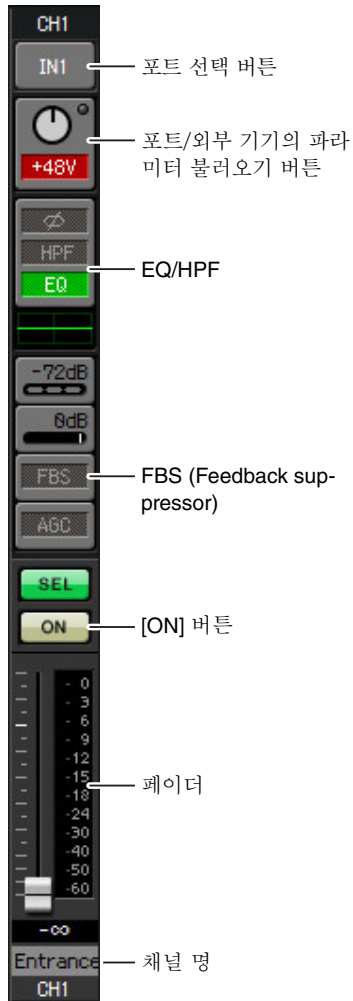 CH1
IN1
포트 선택 버튼
포트/외부 기기의 파라
미터 불러오기 버튼
+48V
Ø
HPF
EQ
EQ/HPF
-72dB
0dB
FBS
FBS (Feedback sup-
pressor)
AGC
SEL
ON
[ON] 버튼
- 0
- 3
- 6
- 9
-12
-15
페이더
-18
-24
-30
-40
-50
-60
-∞
Entrance
채널 명
CH1